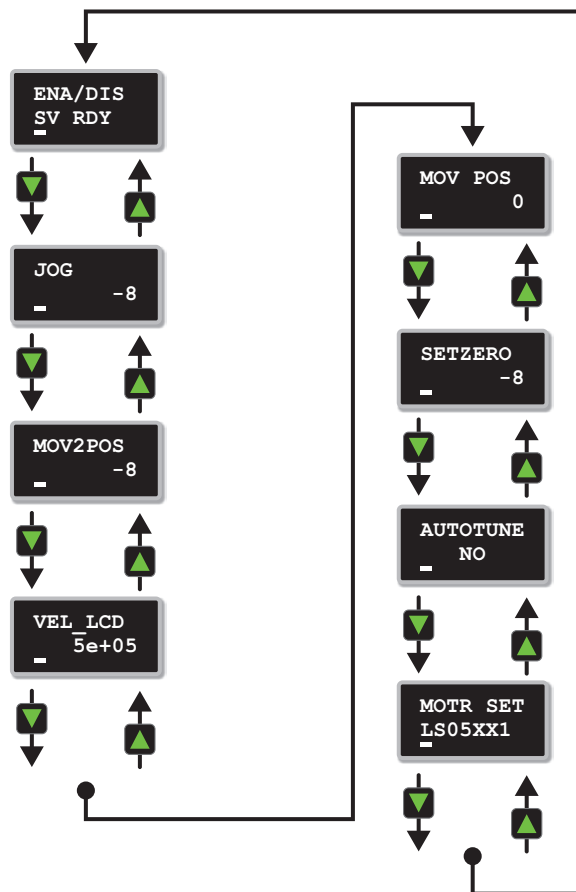 ENA/DIS
SV RDY
JOG
-8
MOV2POS
-8
VEL_LCD
5e+05
MOV POS
0
SETZERO
-8
AUTOTUNE
NO
MOTR SET
LS05XX1